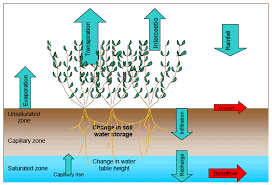 Transpiration
Interception
Rainfall
Evaporation
Runoff
Unsaturated
zone
Change in soil
water storage
Infiltration
Capillary zone
Saturated zone
Change in water
table height
Capillary rise
Recharge
Baseflow